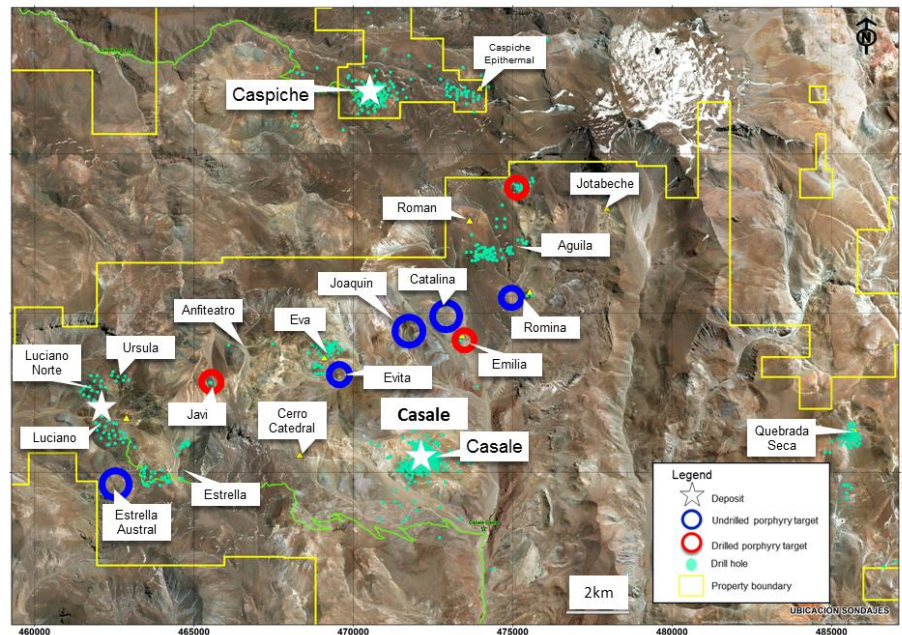 N
Caspiche
Epithermal
Caspiche
Roman
Jotabeche
Aguila
Joaquin
Catalina
Anfiteatro
Eva
Romina
Luciano
Norte
Ursula
Emilia
Evita
Javi
Cerro
Catedral
Casale
Casale
Luciano
Quebrada
Seca
Estrella
Estrella
Austral
Legend
Deposit
Undrilled porphyry target
Drilled porphyry target
Drill hole
Property boundary
2km
UBICACIÓN SONDAJES
460000
465000
470000
475000
480000
485000